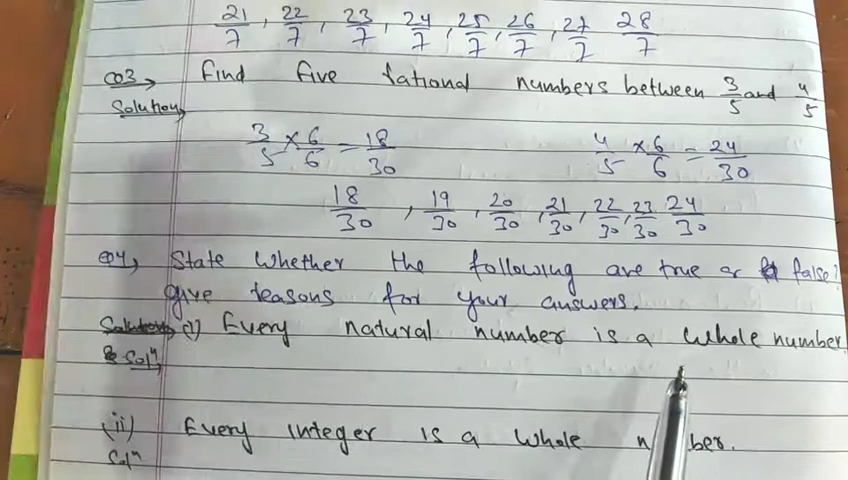 21/7, 22/7, 23/7, 24/7, 25/7, 26/7, 27/7 28/7
Q3, Find five rational numbers between 3/5 and 4/5
Solution,
3/5 × 6/6 = 18/30 4/5 × 6/6 = 24/30
18/30, 19/30, 20/30, 21/30, 22/30, 23/30 24/30
Q4, State whether the following are true or false?
give reasons for your answers.
Solution (i) Every natural number is a whole number
Solⁿ,
(ii) Every integer is a whole number.
Solⁿ